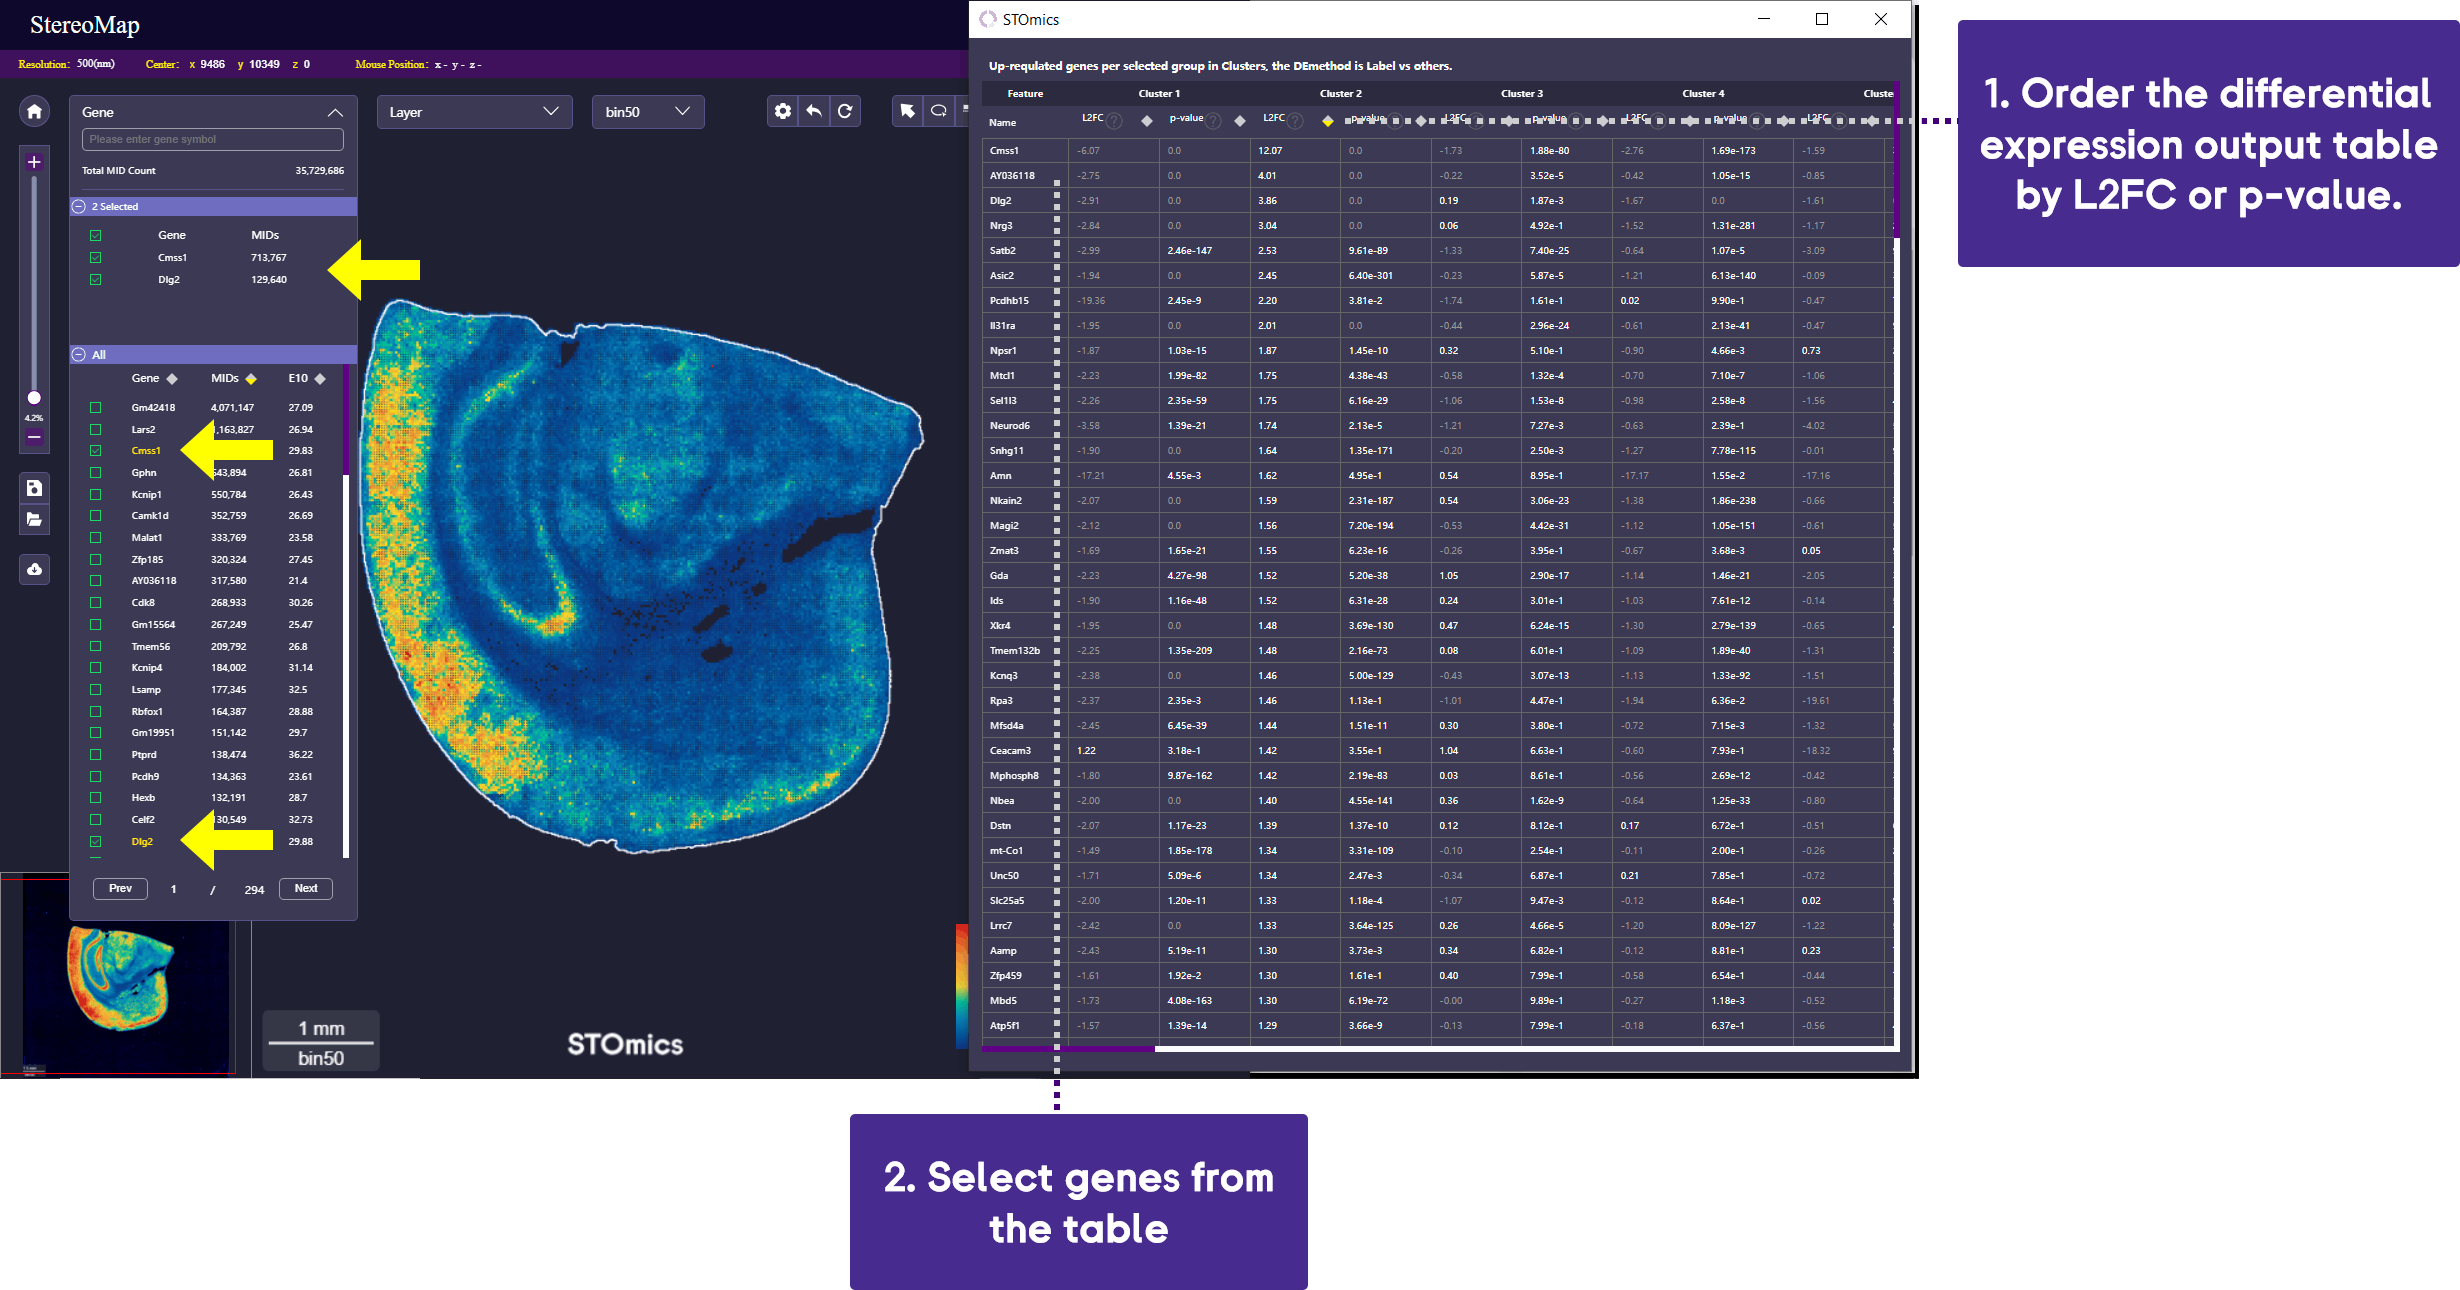 StereoMap
Resolution: 500(nm) Center: x 9486 y 10349 z 0 Mouse Position: x - y - z -
Gene
Please enter gene symbol
Total MID Count 35,729,686
2 Selected
Gene MIDs
Cmss1 713,767
Dlg2 129,640
All
Gene MIDs E10
Gm42418 4,071,147 27.09
Lars2 1,163,827 26.94
Cmss1 29.83
Gphn 643,894 26.81
Kcnip1 550,784 26.43
Camk1d 352,759 26.69
Malat1 333,769 23.58
Zfp185 320,324 27.45
AY036118 317,580 21.4
Cdk8 268,933 30.26
Gm15564 267,249 25.47
Tmem56 209,792 26.8
Kcnip4 184,002 31.14
Lsamp 177,345 32.5
Rbfox1 164,387 28.88
Gm19951 151,142 29.7
Ptprd 138,474 36.22
Pcdh9 134,363 23.61
Hexb 132,191 28.7
Celf2 130,549 32.73
Dlg2 29.88
Prev 1 / 294 Next
4.2%
Layer
bin50
1 mm
bin50
STOmics
STOmics
Up-requlated genes per selected group in Clusters, the DEmethod is Label vs others.
Feature Cluster 1 Cluster 2 Cluster 3 Cluster 4 Cluste
Name L2FC p-value L2FC p-value L2FC p-value L2FC p-value L2FC
Cmss1 -6.07 0.0 12.07 0.0 -1.73 1.88e-80 -2.76 1.69e-173 -1.59
AY036118 -2.75 0.0 4.01 0.0 -0.22 3.52e-5 -0.42 1.05e-15 -0.85
Dlg2 -2.91 0.0 3.86 0.0 0.19 1.87e-3 -1.67 0.0 -1.61
Nrg3 -2.84 0.0 3.04 0.0 0.06 4.92e-1 -1.52 1.31e-281 -1.17
Satb2 -2.99 2.46e-147 2.53 9.61e-89 -1.33 7.40e-25 -0.64 1.07e-5 -3.09
Asic2 -1.94 0.0 2.45 6.40e-301 -0.23 5.87e-5 -1.21 6.13e-140 -0.09
Pcdhb15 -19.36 2.45e-9 2.20 3.81e-2 -1.74 1.61e-1 0.02 9.90e-1 -0.47
Il31ra -1.95 0.0 2.01 0.0 -0.44 2.96e-24 -0.61 2.13e-41 -0.47
Npsr1 -1.87 1.03e-15 1.87 1.45e-10 0.32 5.10e-1 -0.90 4.66e-3 0.73
Mtcl1 -2.23 1.99e-82 1.75 4.38e-43 -0.58 1.32e-4 -0.70 7.10e-7 -1.06
Sel1l3 -2.26 2.35e-59 1.75 6.16e-29 -1.06 1.53e-8 -0.98 2.58e-8 -1.56
Neurod6 -3.58 1.39e-21 1.74 2.13e-5 -1.21 7.27e-3 -0.63 2.39e-1 -4.02
Snhg11 -1.90 0.0 1.64 1.35e-171 -0.20 2.50e-3 -1.27 7.78e-115 -0.01
Amn -17.21 4.55e-3 1.62 4.95e-1 0.54 8.95e-1 -17.17 1.55e-2 -17.16
Nkain2 -2.07 0.0 1.59 2.31e-187 0.54 3.06e-23 -1.38 1.86e-238 -0.66
Magi2 -2.12 0.0 1.56 7.20e-194 -0.53 4.42e-31 -1.12 1.05e-151 -0.61
Zmat3 -1.69 1.65e-21 1.55 6.23e-16 -0.26 3.95e-1 -0.67 3.68e-3 0.05
Gda -2.23 4.27e-98 1.52 5.20e-38 1.05 2.90e-17 -1.14 1.46e-21 -2.05
Ids -1.90 1.16e-48 1.52 6.31e-28 0.24 3.01e-1 -1.03 7.61e-12 -0.14
Xkr4 -1.95 0.0 1.48 3.69e-130 0.47 6.24e-15 -1.30 2.79e-139 -0.65
Tmem132b -2.25 1.35e-209 1.48 2.16e-73 0.08 6.01e-1 -1.09 1.89e-40 -1.31
Kcnq3 -2.38 0.0 1.46 5.00e-129 -0.43 3.07e-13 -1.13 1.33e-92 -1.51
Rpa3 -2.37 2.35e-3 1.46 1.13e-1 -1.01 4.47e-1 -1.94 6.36e-2 -19.61
Mfsd4a -2.45 6.45e-39 1.44 1.51e-11 0.30 3.80e-1 -0.72 7.15e-3 -1.32
Ceacam3 1.22 3.18e-1 1.42 3.55e-1 1.04 6.63e-1 -0.60 7.93e-1 -18.32
Mphosph8 -1.80 9.87e-162 1.42 2.19e-83 0.03 8.61e-1 -0.56 2.69e-12 -0.42
Nbea -2.00 0.0 1.40 4.55e-141 0.36 1.62e-9 -0.64 1.25e-33 -0.80
Dstn -2.07 1.17e-23 1.39 1.37e-10 0.12 8.12e-1 0.17 6.72e-1 -0.51
mt-Co1 -1.49 1.85e-178 1.34 3.31e-109 -0.10 2.54e-1 -0.11 2.00e-1 -0.26
Unc50 -1.71 5.09e-6 1.34 2.47e-3 -0.34 6.87e-1 0.21 7.85e-1 -0.72
Slc25a5 -2.00 1.20e-11 1.33 1.18e-4 -1.07 9.47e-3 -0.12 8.64e-1 0.02
Lrrc7 -2.42 0.0 1.33 3.64e-125 0.26 4.66e-5 -1.20 8.09e-127 -1.22
Aamp -2.43 5.19e-11 1.30 3.73e-3 0.34 6.82e-1 -0.12 8.81e-1 0.23
Zfp459 -1.61 1.92e-2 1.30 1.61e-1 0.40 7.99e-1 -0.58 6.54e-1 -0.44
Mbd5 -1.73 4.08e-163 1.30 6.19e-72 -0.00 9.89e-1 -0.27 1.18e-3 -0.52
Atp5f1 -1.57 1.39e-14 1.29 3.66e-9 -0.13 7.99e-1 -0.18 6.37e-1 -0.56
1. Order the differential
expression output table
by L2FC or p-value.
2. Select genes from
the table